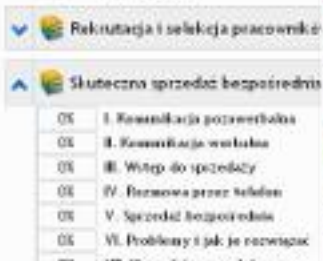 Rekrutacja i selekcja pracowników
Skuteczna sprzedaż bezpośrednia
0% I. Komunikacja pozawerbalna
0% II. Komunikacja werbalna
0% III. Wstęp do sprzedaży
0% IV. Rozmowa przez telefon
0% V. Sprzedaż bezpośrednia
0% VI. Problemy i jak je rozwiązać